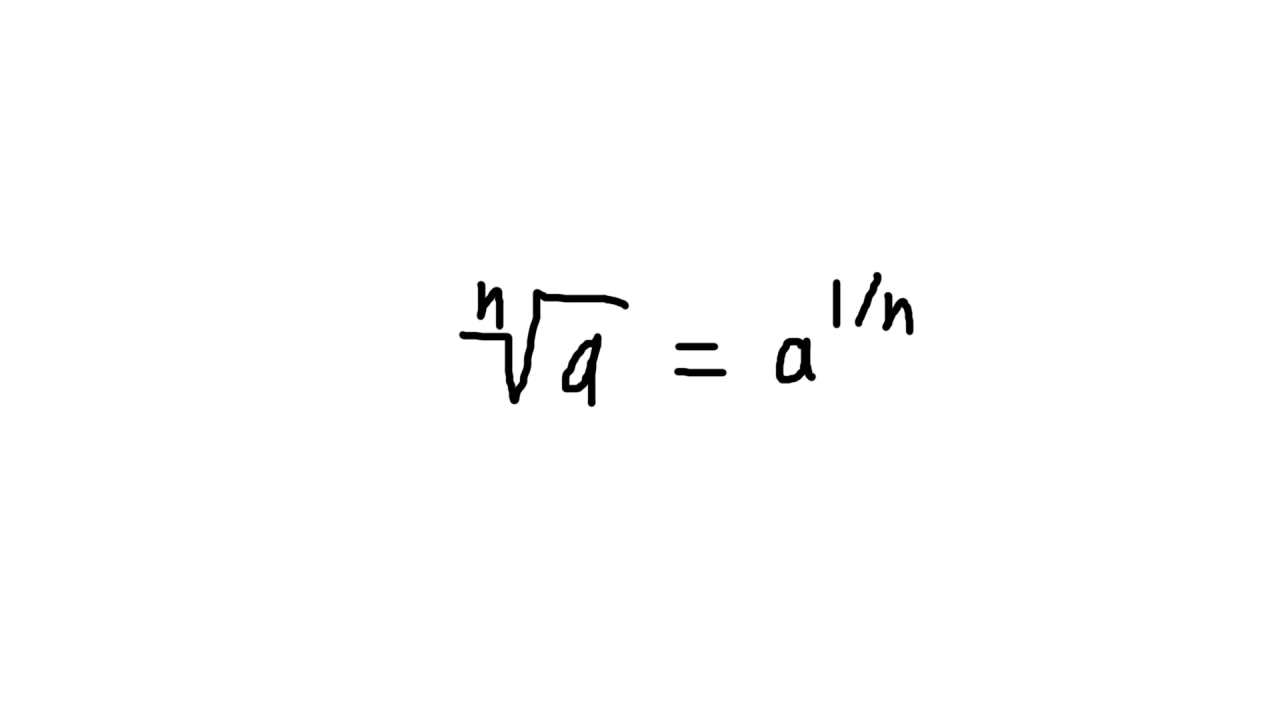 ⁿ√a = a^{1/n}